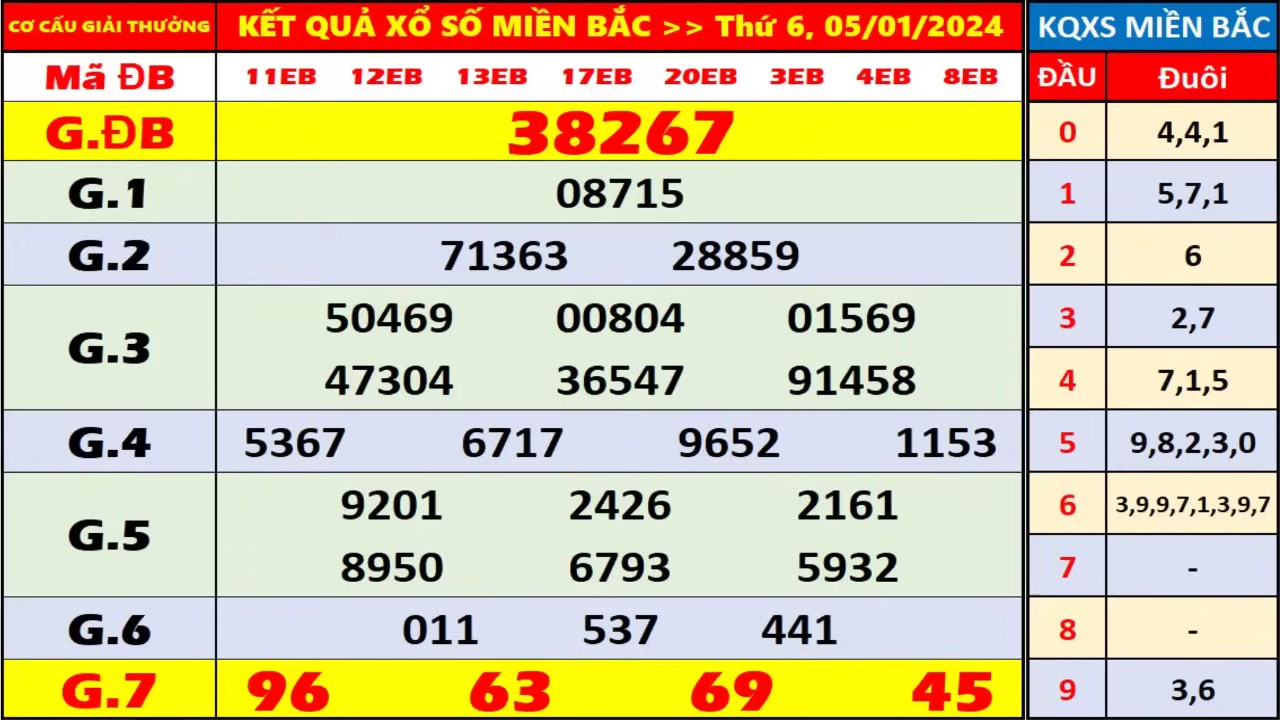 CƠ CẤU GIẢI THƯỞNG KẾT QUẢ XỔ SỐ MIỀN BẮC >> Thứ 6, 05/01/2024
Mã ĐB 11EB 12EB 13EB 17EB 20EB 3EB 4EB 8EB
G.ĐB 38267
G.1 08715
G.2 71363 28859
G.3
50469 00804 01569
47304 36547 91458
G.4 5367 6717 9652 1153
G.5
9201 2426 2161
8950 6793 5932
G.6 011 537 441
G.7 96 63 69 45
KQXS MIỀN BẮC
ĐẦU Đuôi
0 4,4,1
1 5,7,1
2 6
3 2,7
4 7,1,5
5 9,8,2,3,0
6 3,9,9,7,1,3,9,7
7 -
8 -
9 3,6